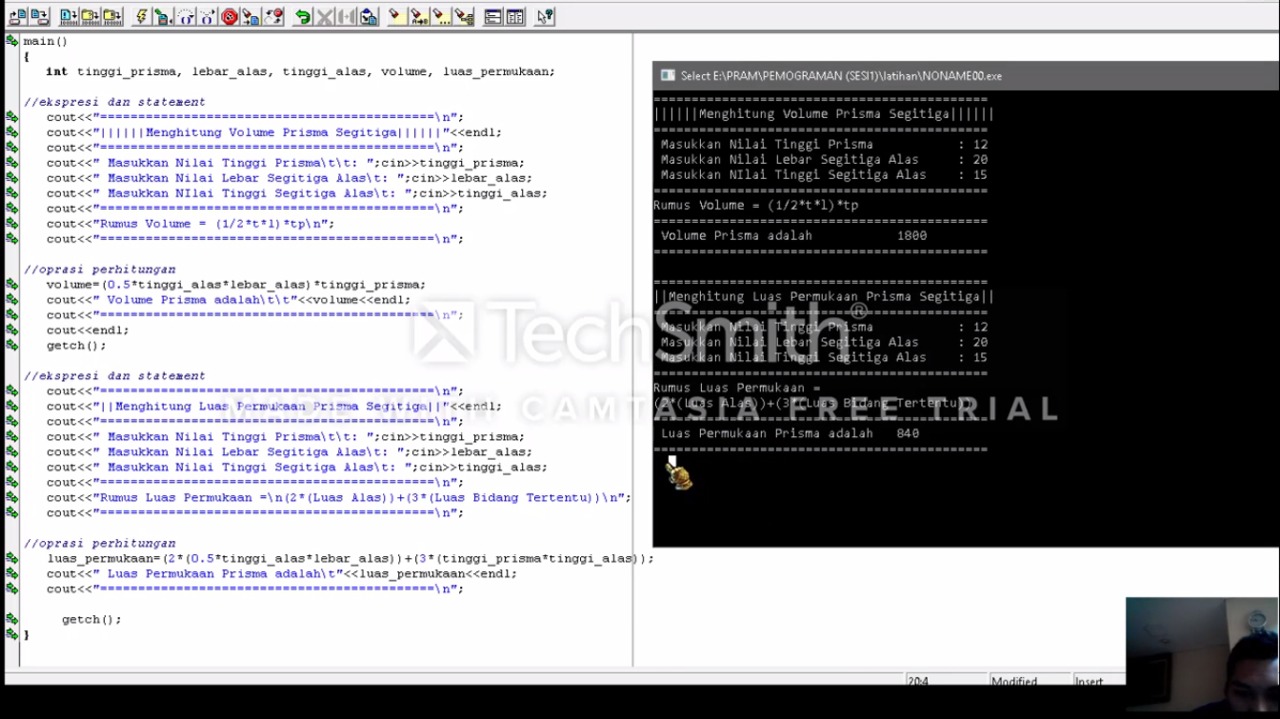 main()
{
int tinggi_prisma, lebar_alas, tinggi_alas, volume, luas_permukaan;
//ekspresi dan statement
cout<<"============================================\n";
cout<<"||||||Menghitung Volume Prisma Segitiga||||||"<<endl;
cout<<"============================================\n";
cout<<" Masukkan Nilai Tinggi Prisma\t\t: ";cin>>tinggi_prisma;
cout<<" Masukkan Nilai Lebar Segitiga Alas\t: ";cin>>lebar_alas;
cout<<" Masukkan NIlai Tinggi Segitiga Alas\t: ";cin>>tinggi_alas;
cout<<"============================================\n";
cout<<"Rumus Volume = (1/2*t*l)*tp\n";
cout<<"============================================\n";
//oprasi perhitungan
volume=(0.5*tinggi_alas*lebar_alas)*tinggi_prisma;
cout<<" Volume Prisma adalah\t\t"<<volume<<endl;
cout<<"============================================\n";
cout<<endl;
getch();
//ekspresi dan statement
cout<<"============================================\n";
cout<<"||Menghitung Luas Permukaan Prisma Segitiga||"<<endl;
cout<<"============================================\n";
cout<<" Masukkan Nilai Tinggi Prisma\t\t: ";cin>>tinggi_prisma;
cout<<" Masukkan Nilai Lebar Segitiga Alas\t: ";cin>>lebar_alas;
cout<<" Masukkan Nilai Tinggi Segitiga Alas\t: ";cin>>tinggi_alas;
cout<<"============================================\n";
cout<<"Rumus Luas Permukaan =\n(2*(Luas Alas))+(3*(Luas Bidang Tertentu))\n";
cout<<"============================================\n";
//oprasi perhitungan
luas_permukaan=(2*(0.5*tinggi_alas*lebar_alas))+(3*(tinggi_prisma*tinggi_alas));
cout<<" Luas Permukaan Prisma adalah\t"<<luas_permukaan<<endl;
cout<<"============================================\n";
getch();
}
Select E:\PRAM\PEMOGRAMAN (SESI1)\latihan\NONAME00.exe
============================================
||||||Menghitung Volume Prisma Segitiga||||||
============================================
Masukkan Nilai Tinggi Prisma : 12
Masukkan Nilai Lebar Segitiga Alas : 20
Masukkan NIlai Tinggi Segitiga Alas : 15
============================================
Rumus Volume = (1/2*t*l)*tp
============================================
Volume Prisma adalah 1800
============================================
============================================
||Menghitung Luas Permukaan Prisma Segitiga||
============================================
Masukkan Nilai Tinggi Prisma : 12
Masukkan Nilai Lebar Segitiga Alas : 20
Masukkan Nilai Tinggi Segitiga Alas : 15
============================================
Rumus Luas Permukaan =
(2*(Luas Alas))+(3*(Luas Bidang Tertentu))
============================================
Luas Permukaan Prisma adalah 840
============================================
TechSmith®
MADE WITH CAMTASIA FREE TRIAL
20:4 Modified Insert